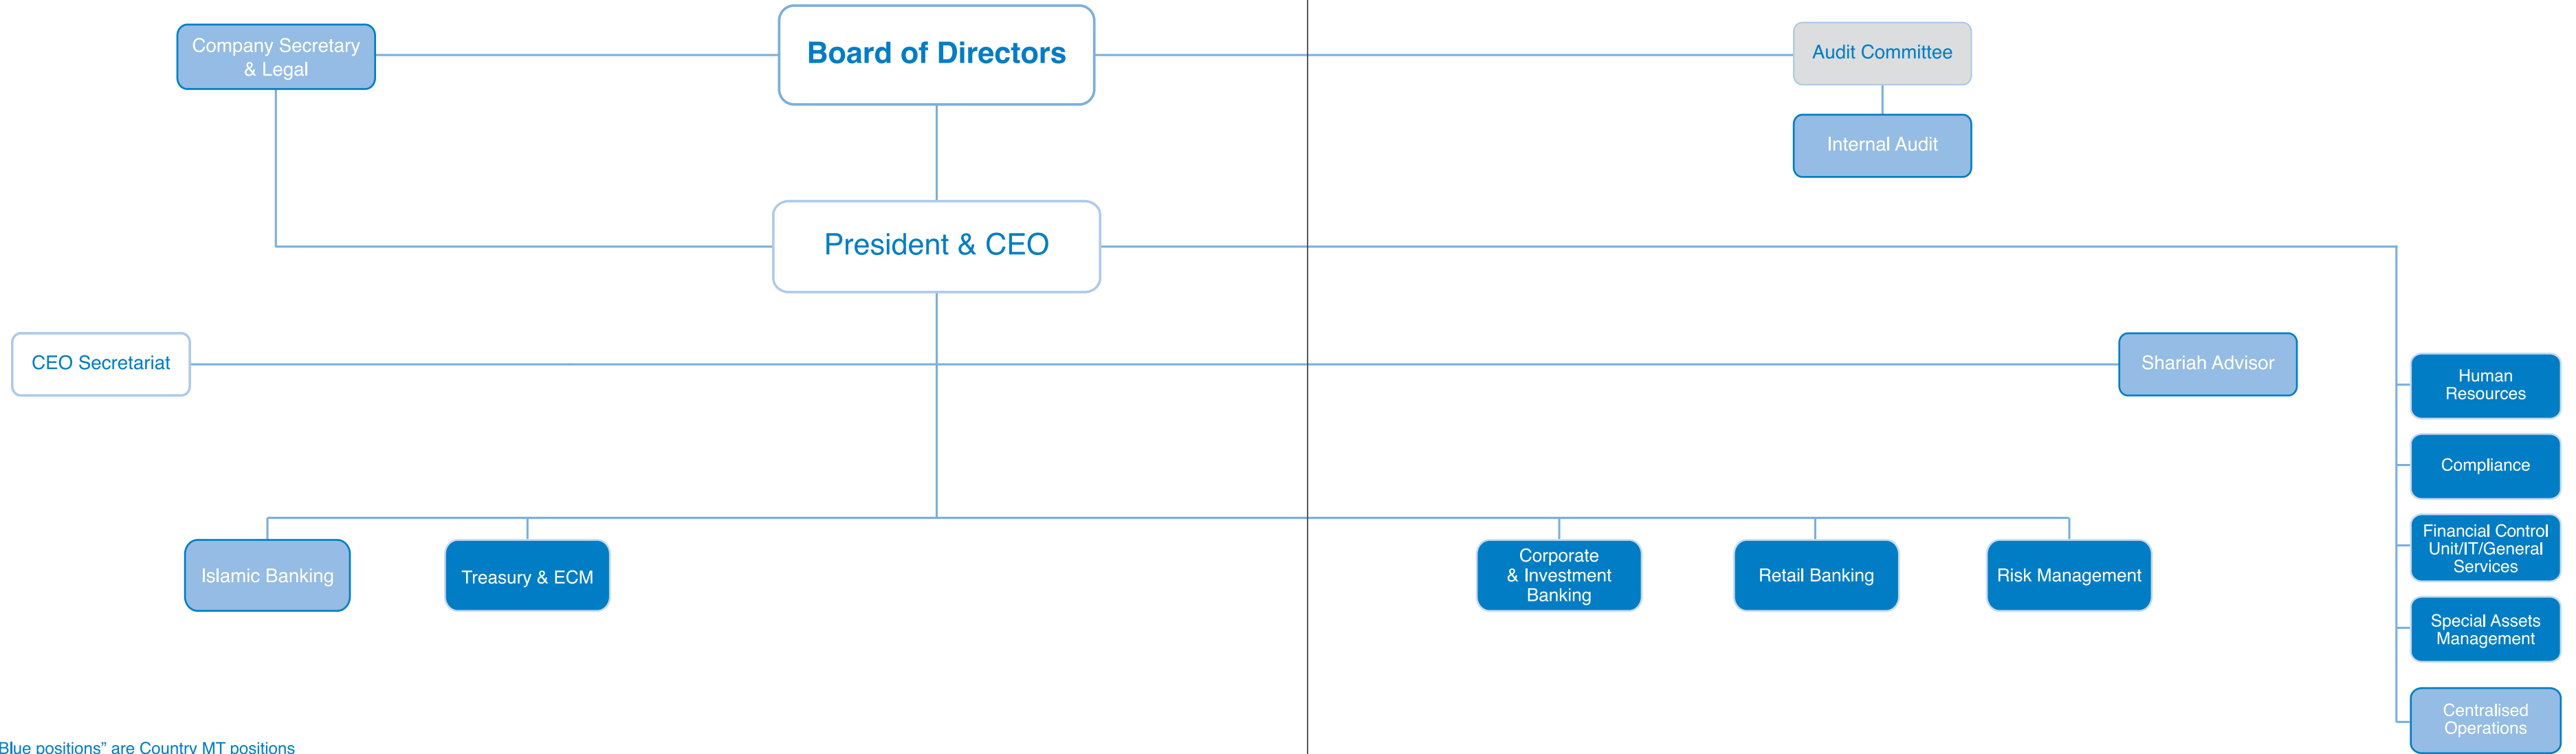 Company Secretary
& Legal
Board of Directors
Audit Committee
Internal Audit
President & CEO
CEO Secretariat
Shariah Advisor
Human
Resources
Compliance
Financial Control
Unit/IT/General
Services
Special Assets
Management
Centralised
Operations
Islamic Banking
Treasury & ECM
Corporate
& Investment
Banking
Retail Banking
Risk Management
Blue positions” are Country MT positions